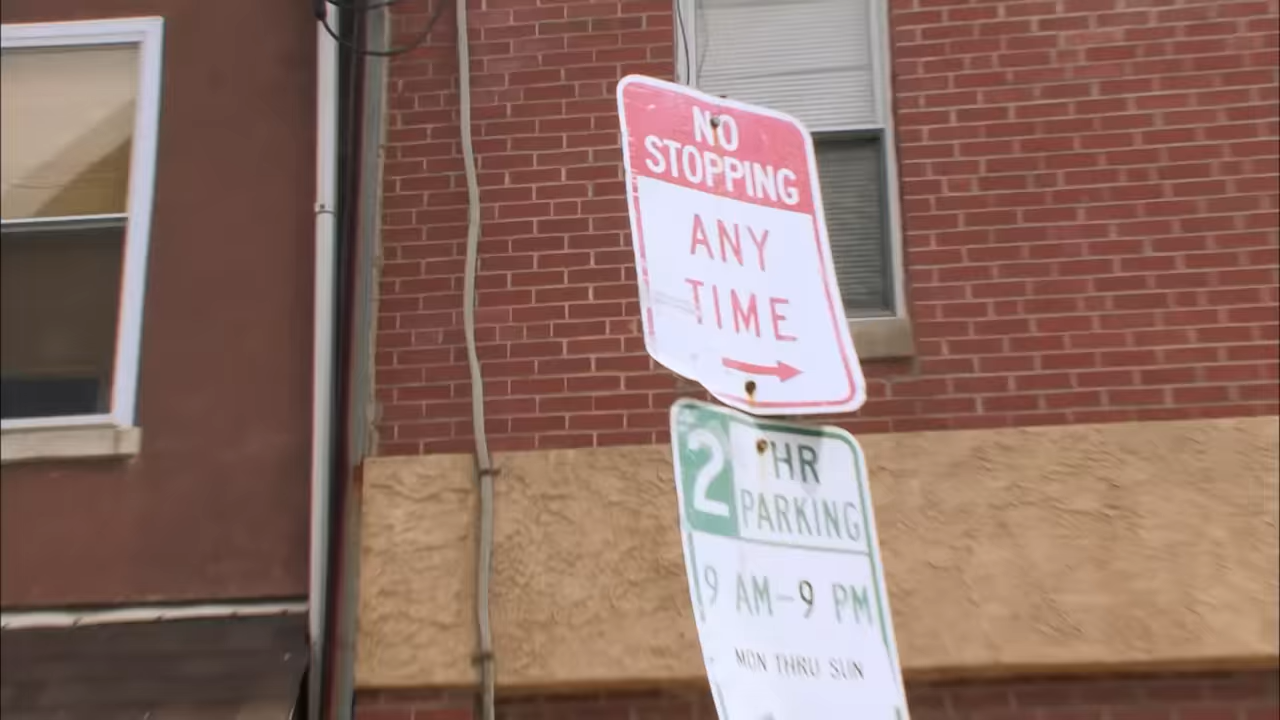 NO
STOPPING
ANY
TIME
2 HR
PARKING
9 AM-9 PM
MON THRU SUN